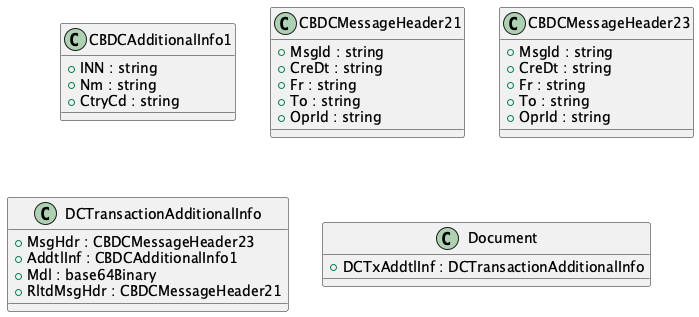 C CBDCAdditionalInfo1
INN : string
Nm : string
CtryCd : string
C CBDCMessageHeader21
MsgId : string
CreDt : string
Fr : string
To : string
OprId : string
C CBDCMessageHeader23
MsgId : string
CreDt : string
Fr : string
To : string
OprId : string
C DCTransactionAdditionalInfo
MsgHdr : CBDCMessageHeader23
AddtlInf : CBDCAdditionalInfo1
Mdl : base64Binary
RltdMsgHdr : CBDCMessageHeader21
C Document
DCTxAddtlInf : DCTransactionAdditionalInfo